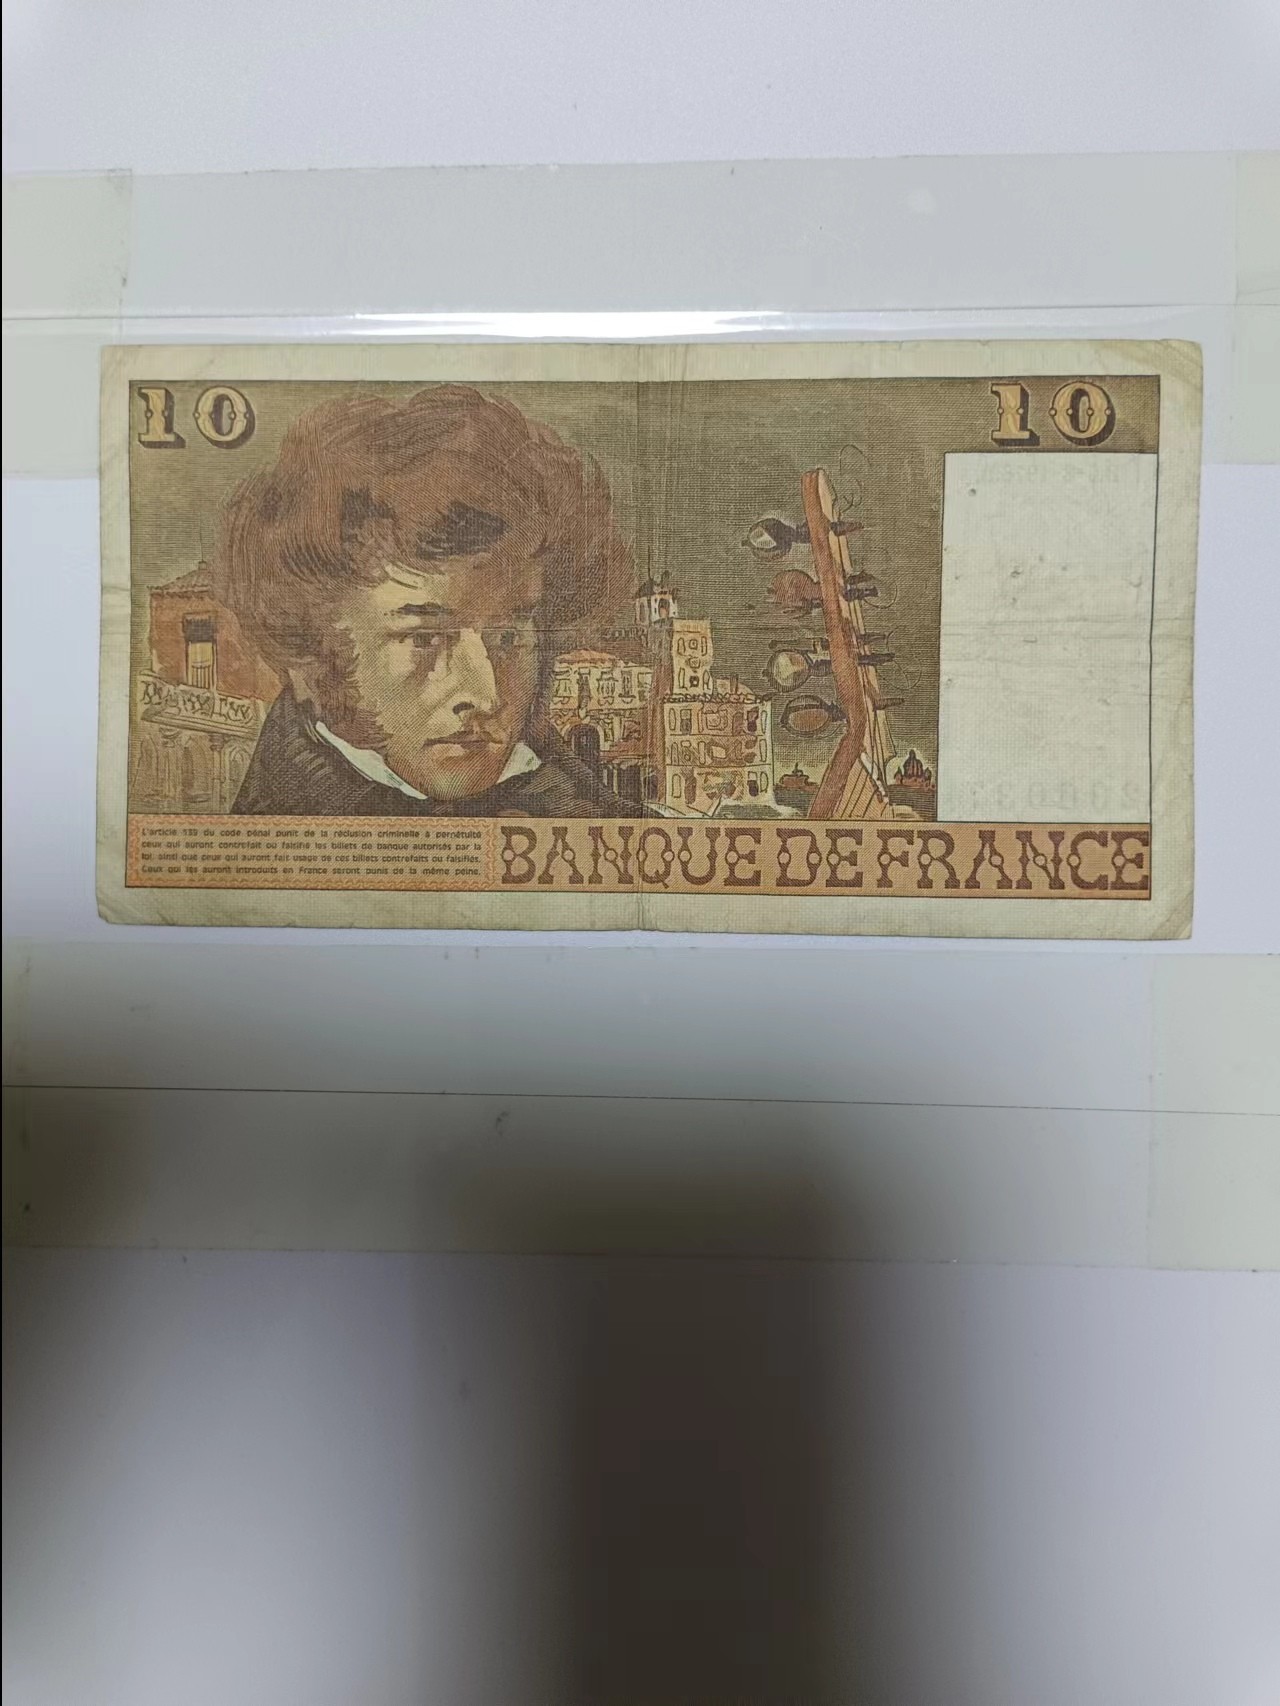 10
10
L'article 139 du code pénal punit de la réclusion criminelle à perpétuité
ceux qui auront contrefait ou falsifié les billets de banque autorisés par la
loi, ainsi que ceux qui auront fait usage de ces billets contrefaits ou falsifiés.
Ceux qui les auront introduits en France seront punis de la même peine.
BANQUE DE FRANCE